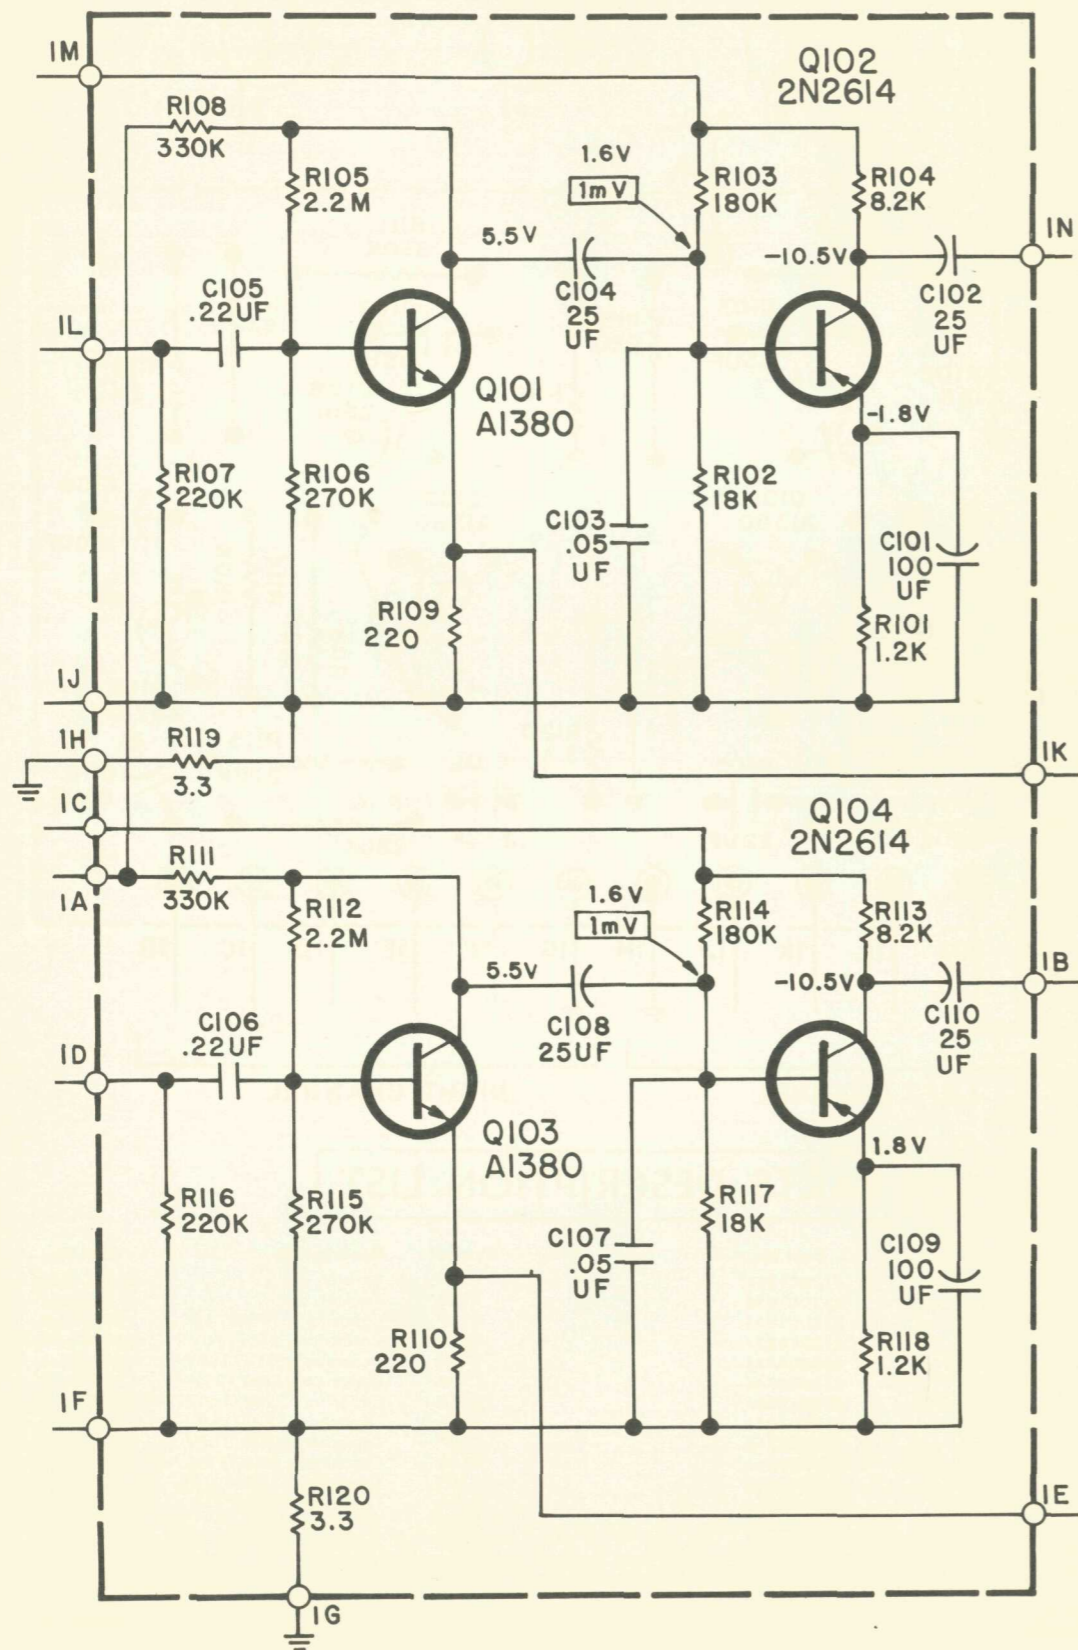 1M
Q102
2N2614
R108
330K
1.6V
1mV
R105
2.2M
R103
180K
R104
8.2K
5.5V
-10.5V
1N
C105
.22UF
C104
25
UF
C102
25
UF
1L
Q101
A1380
-1.8V
R107
220K
R106
270K
R102
18K
C103
.05
UF
C101
100
UF
R109
220
R101
1.2K
1J
1H
R119
3.3
1K
1C
Q104
2N2614
R111
330K
1A
1.6V
1mV
R112
2.2M
R114
180K
R113
8.2K
5.5V
-10.5V
1B
C106
.22UF
C108
25UF
C110
25
UF
1D
Q103
A1380
1.8V
R116
220K
R115
270K
R117
18K
C107
.05
UF
C109
100
UF
R110
220
R118
1.2K
1F
R120
3.3
1E
1G